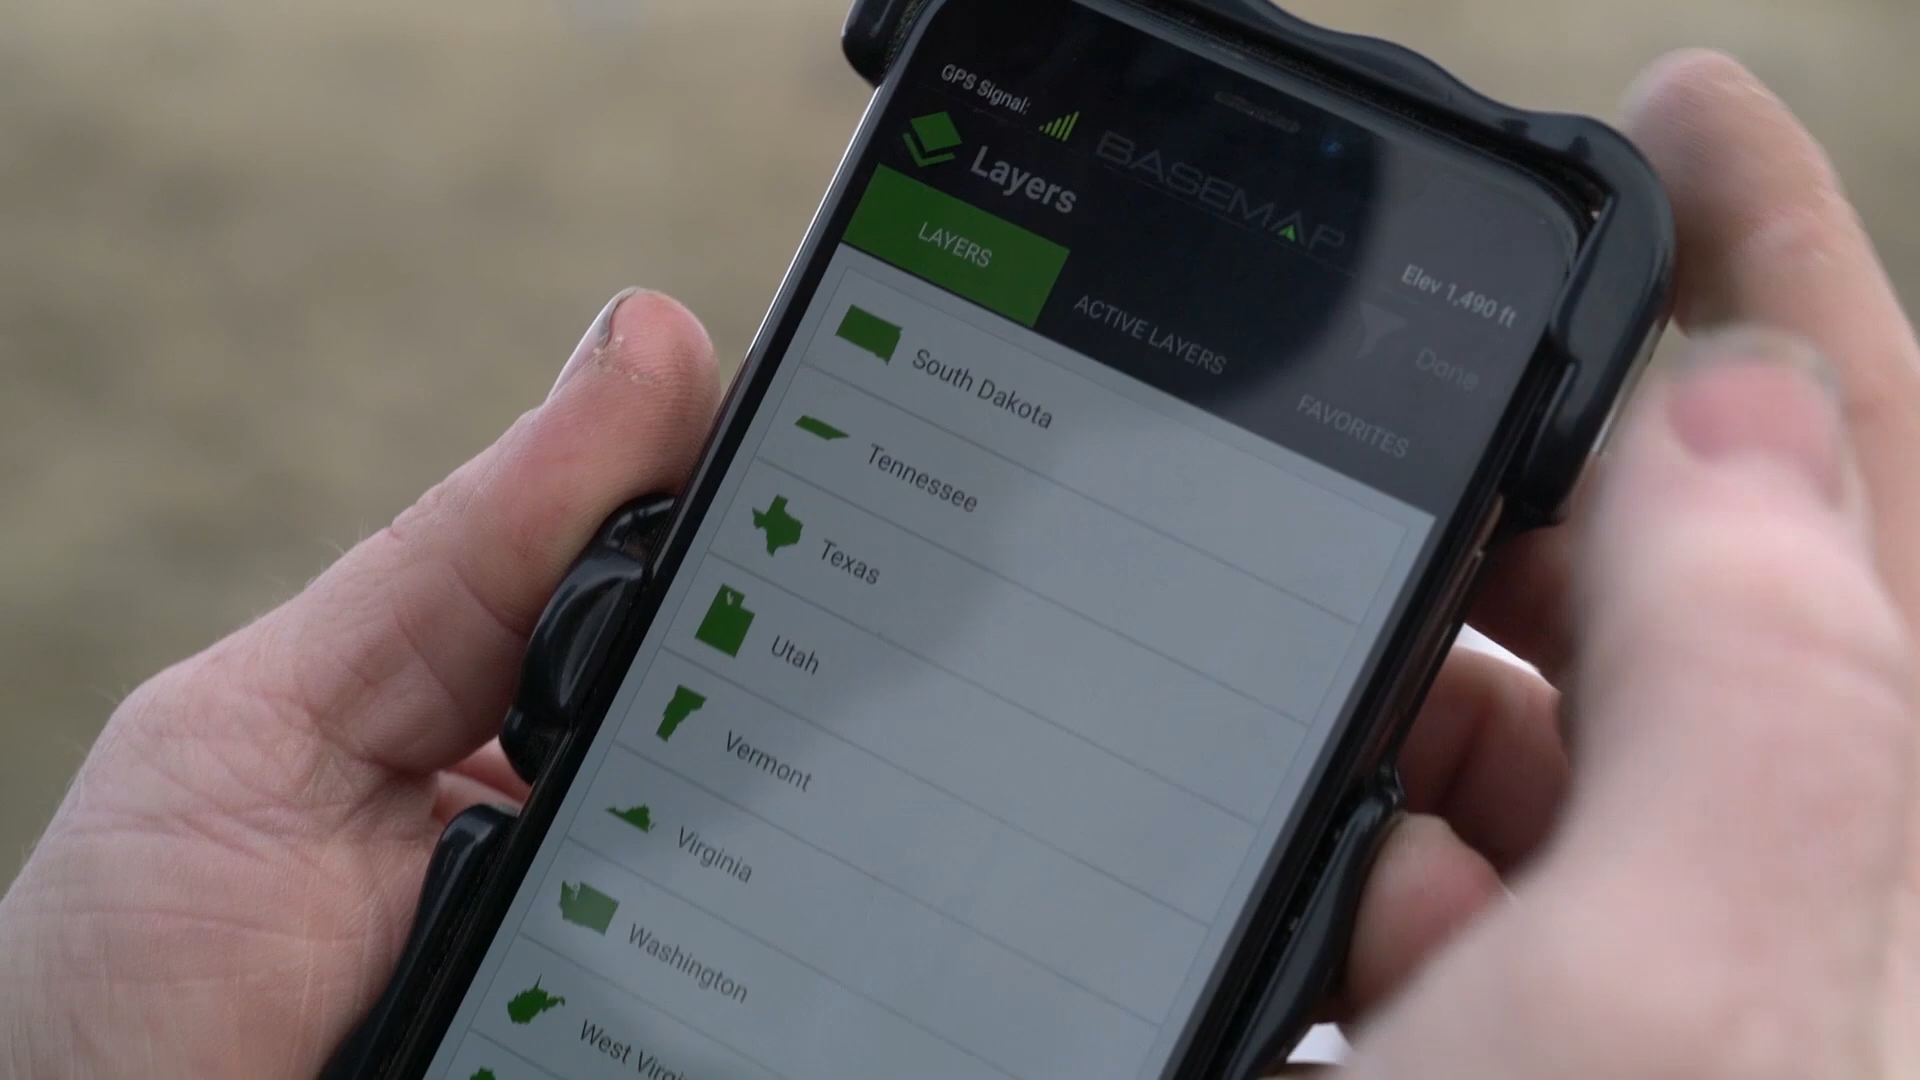 GPS Signal:
BASEMAP
Elev 1,490 ft
Layers
Done
LAYERS
ACTIVE LAYERS
FAVORITES
South Dakota
Tennessee
Texas
Utah
Vermont
Virginia
Washington
West Virgi